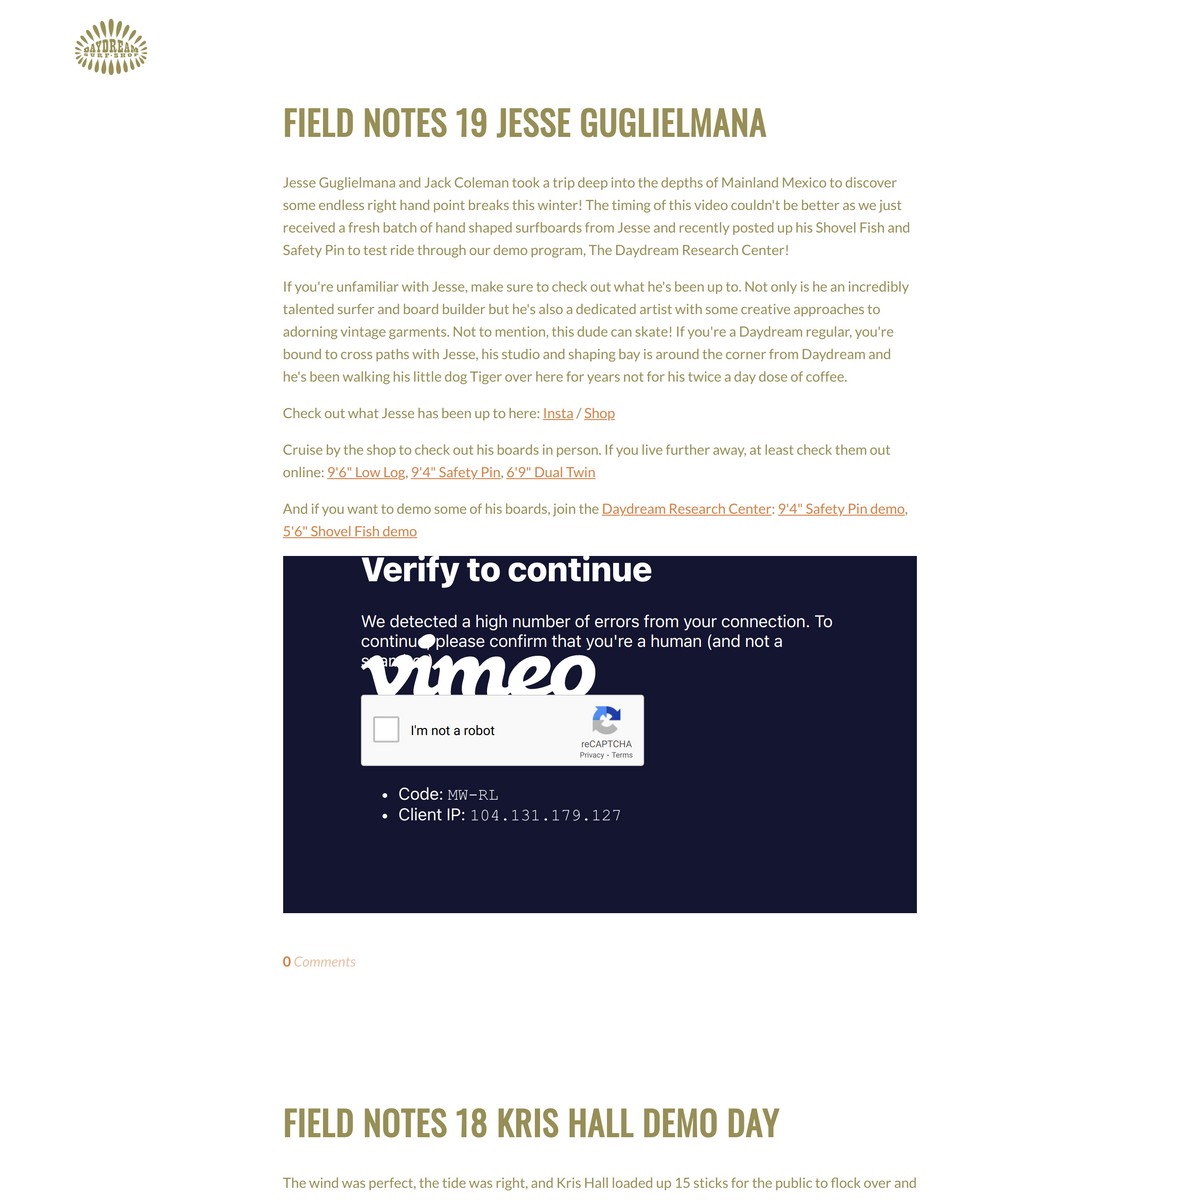 DAYDREAM
SURF-SHOP
FIELD NOTES 19 JESSE GUGLIELMANA
Jesse Guglielmana and Jack Coleman took a trip deep into the depths of Mainland Mexico to discover
some endless right hand point breaks this winter! The timing of this video couldn't be better as we just
received a fresh batch of hand shaped surfboards from Jesse and recently posted up his Shovel Fish and
Safety Pin to test ride through our demo program, The Daydream Research Center!
If you're unfamiliar with Jesse, make sure to check out what he's been up to. Not only is he an incredibly
talented surfer and board builder but he's also a dedicated artist with some creative approaches to
adorning vintage garments. Not to mention, this dude can skate! If you're a Daydream regular, you're
bound to cross paths with Jesse, his studio and shaping bay is around the corner from Daydream and
he's been walking his little dog Tiger over here for years not for his twice a day dose of coffee.
Check out what Jesse has been up to here: Insta / Shop
Cruise by the shop to check out his boards in person. If you live further away, at least check them out
online: 9'6" Low Log, 9'4" Safety Pin, 6'9" Dual Twin
And if you want to demo some of his boards, join the Daydream Research Center: 9'4" Safety Pin demo,
5'6" Shovel Fish demo
Verify to continue
We detected a high number of errors from your connection. To
continue, please confirm that you're a human (and not a
vimeo
I'm not a robot
reCAPTCHA
Privacy - Terms
• Code: MW-RL
• Client IP: 104.131.179.127
0 Comments
FIELD NOTES 18 KRIS HALL DEMO DAY
The wind was perfect, the tide was right, and Kris Hall loaded up 15 sticks for the public to flock over and